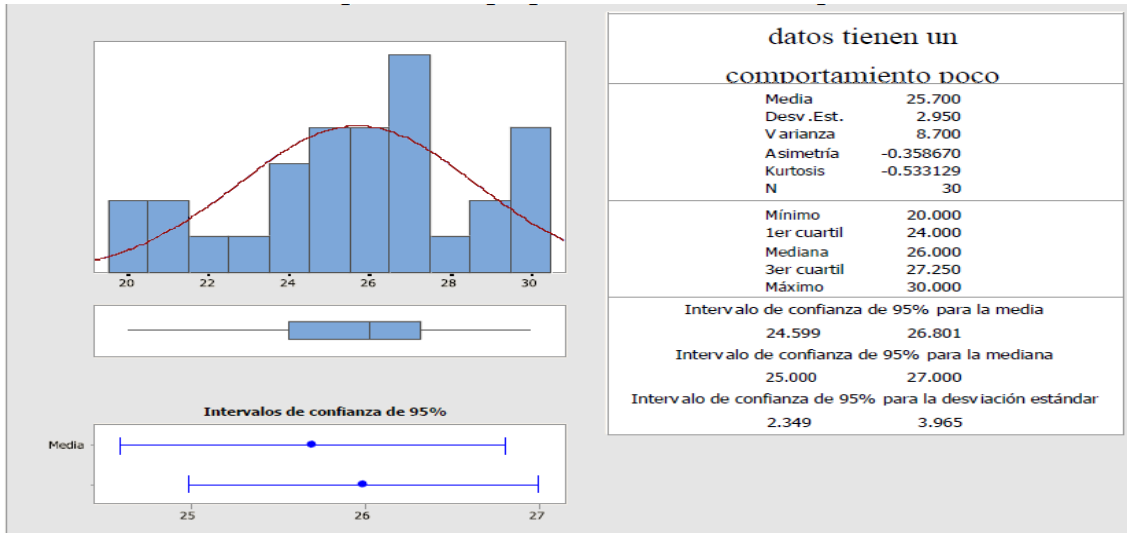 20 22 24 26 28 30
Intervalos de confianza de 95%
Media
25 26 27
datos tienen un
comportamiento poco
Media 25.700
Desv.Est. 2.950
Varianza 8.700
Asimetría -0.358670
Kurtosis -0.533129
N 30
Mínimo 20.000
1er cuartil 24.000
Mediana 26.000
3er cuartil 27.250
Máximo 30.000
Intervalo de confianza de 95% para la media
24.599 26.801
Intervalo de confianza de 95% para la mediana
25.000 27.000
Intervalo de confianza de 95% para la desviación estándar
2.349 3.965